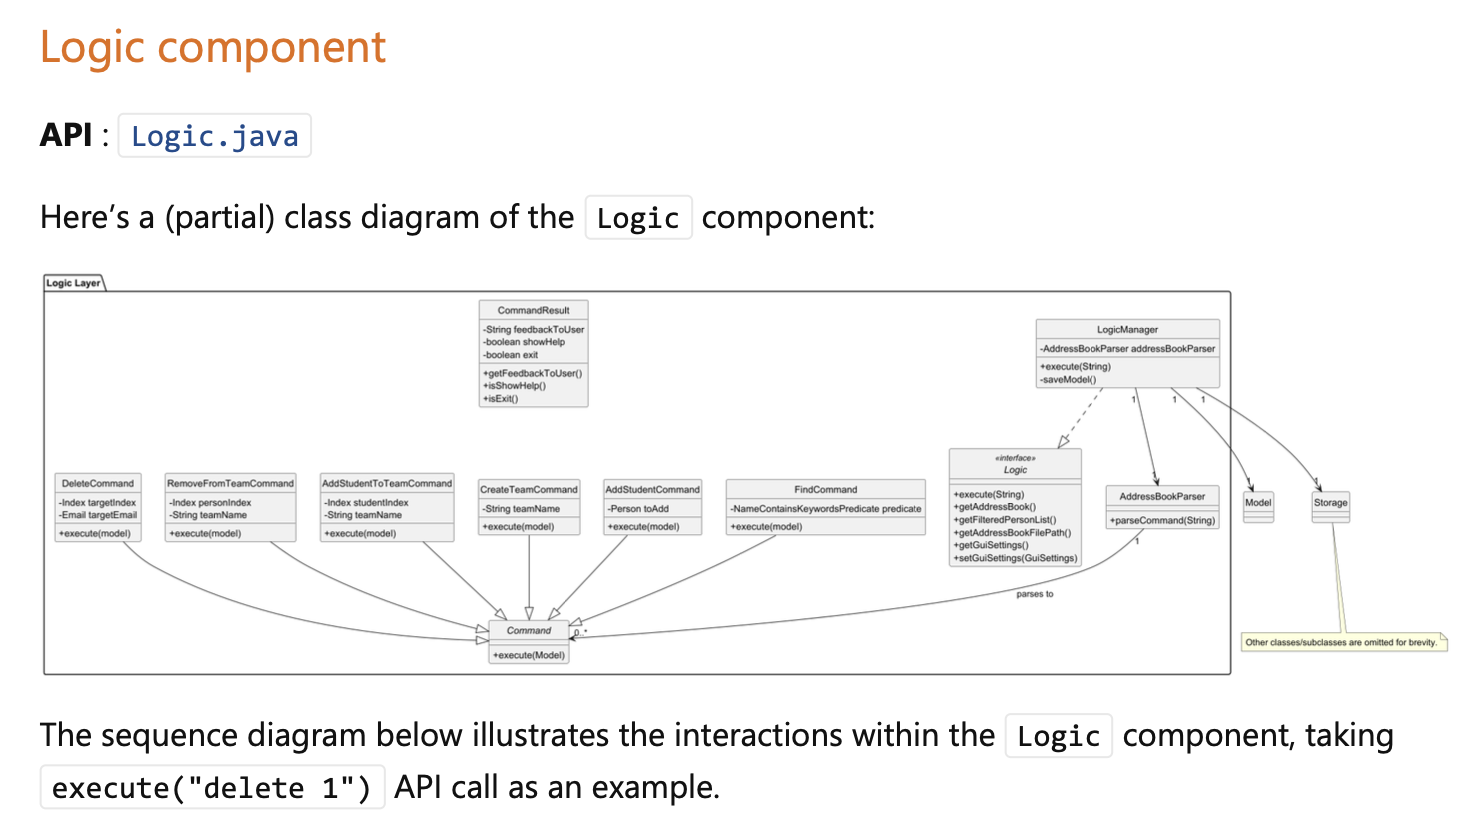 Logic component
API : Logic.java
Here’s a (partial) class diagram of the Logic component:
Logic Layer
CommandResult
-String feedbackToUser
-boolean showHelp
-boolean exit
+getFeedbackToUser()
+isShowHelp()
+isExit()
LogicManager
-AddressBookParser addressBookParser
+execute(String)
-saveModel()
1
1
1
DeleteCommand
-Index targetIndex
-Email targetEmail
+execute(model)
RemoveFromTeamCommand
-Index personIndex
-String teamName
+execute(model)
AddStudentToTeamCommand
-Index studentIndex
-String teamName
+execute(model)
CreateTeamCommand
-String teamName
+execute(model)
AddStudentCommand
-Person toAdd
+execute(model)
FindCommand
-NameContainsKeywordsPredicate predicate
+execute(model)
«interface»
Logic
+execute(String)
+getAddressBook()
+getFilteredPersonList()
+getAddressBookFilePath()
+getGuiSettings()
+setGuiSettings(GuiSettings)
1
AddressBookParser
+parseCommand(String)
1
1
Model
1
Storage
parses to
0..*
Command
+execute(Model)
Other classes/subclasses are omitted for brevity.
The sequence diagram below illustrates the interactions within the Logic component, taking
execute("delete 1") API call as an example.